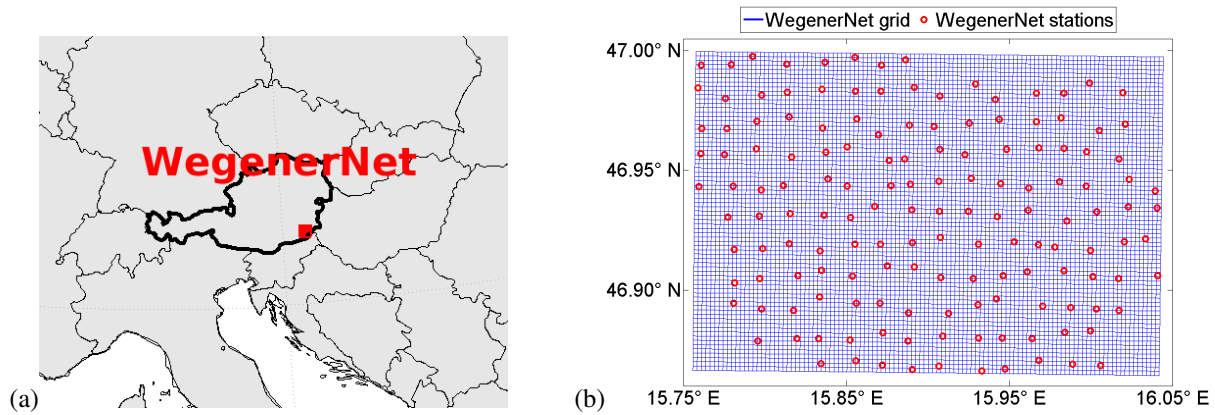 WegenerNet grid WegenerNet stations
WegenerNet
47.00° N
46.95° N
46.90° N
15.75° E 15.85° E 15.95° E 16.05° E
(a) (b)